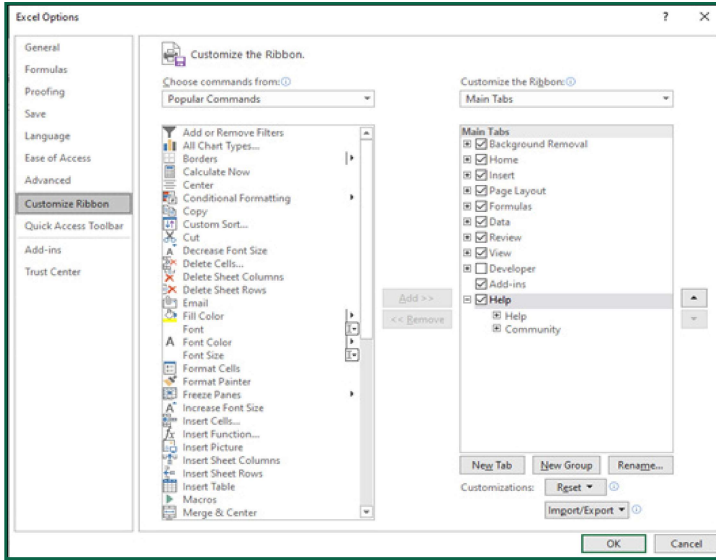 Excel Options
?
General
Formulas
Proofing
Save
Language
Ease of Access
Advanced
Customize Ribbon
Quick Access Toolbar
Add-ins
Trust Center
Customize the Ribbon.
Choose commands from:
Popular Commands
Add or Remove Filters
All Chart Types...
Borders
Calculate Now
Center
Conditional Formatting
Copy
Custom Sort...
Cut
Decrease Font Size
Delete Cells...
Delete Sheet Columns
Delete Sheet Rows
Email
Fill Color
Font
Font Color
Font Size
Format Cells
Format Painter
Freeze Panes
Increase Font Size
Insert Cells...
Insert Function...
Insert Picture
Insert Sheet Columns
Insert Sheet Rows
Insert Table
Macros
Merge & Center
Add >>
<< Remove
Customize the Ribbon:
Main Tabs
Main Tabs
Background Removal
Home
Insert
Page Layout
Formulas
Data
Review
View
Developer
Add-ins
Help
Help
Community
New Tab New Group Rename...
Customizations: Reset
Import/Export
OK Cancel